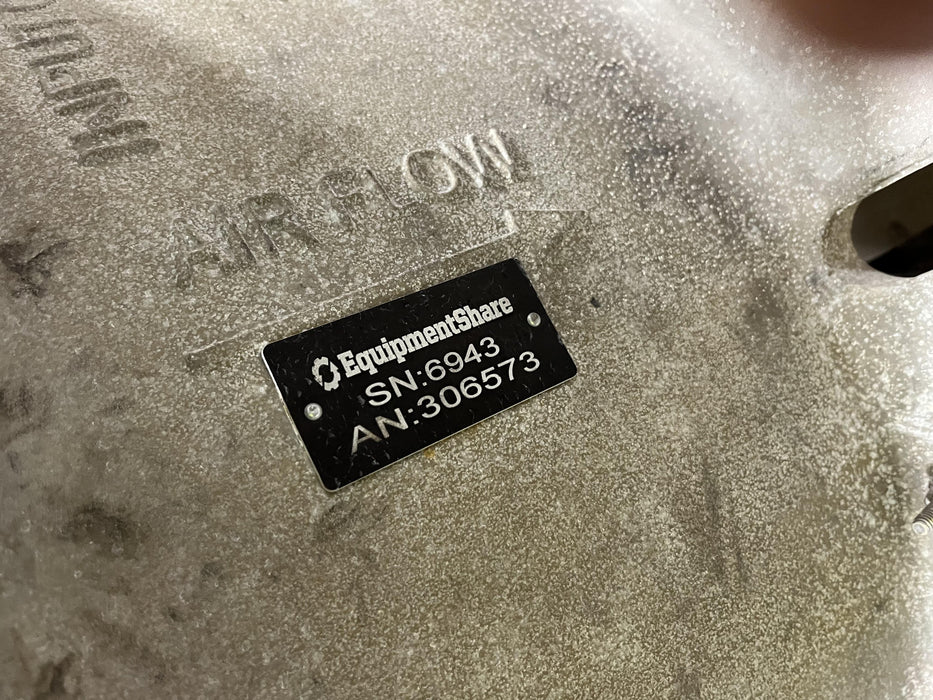 AIR FLOW
EquipmentShare
SN:6943
AN:306573